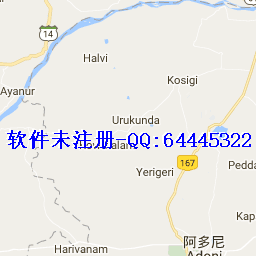 14
Halvi
Kosigi
Ayanur
Urukunda
软件未注册-QQ:64445322
167
Yerigeri
Pedda
Kap
阿多尼
Adoni
Harivanam